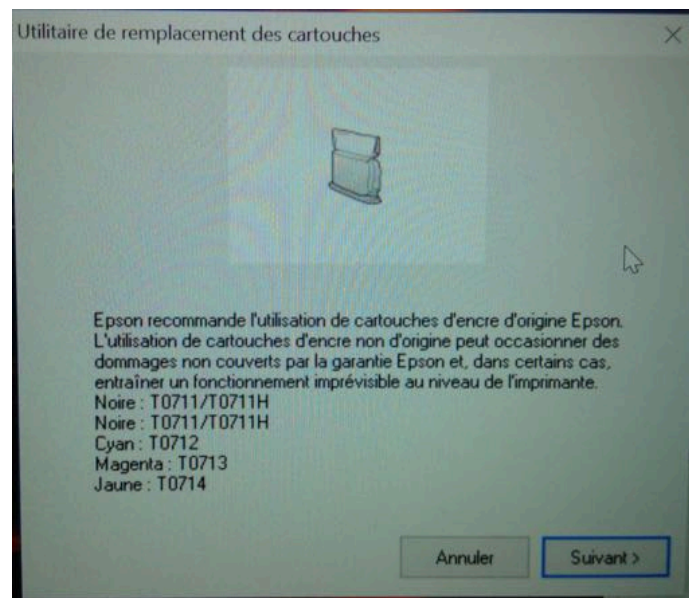 Utilitaire de remplacement des cartouches
Epson recommande l'utilisation de cartouches d'encre d'origine Epson.
L'utilisation de cartouches d'encre non d'origine peut occasionner des
dommages non couverts par la garantie Epson et, dans certains cas,
entraîner un fonctionnement imprévisible au niveau de l'imprimante.
Noire : T0711/T0711H
Noire : T0711/T0711H
Cyan : T0712
Magenta : T0713
Jaune : T0714
Annuler
Suivant >